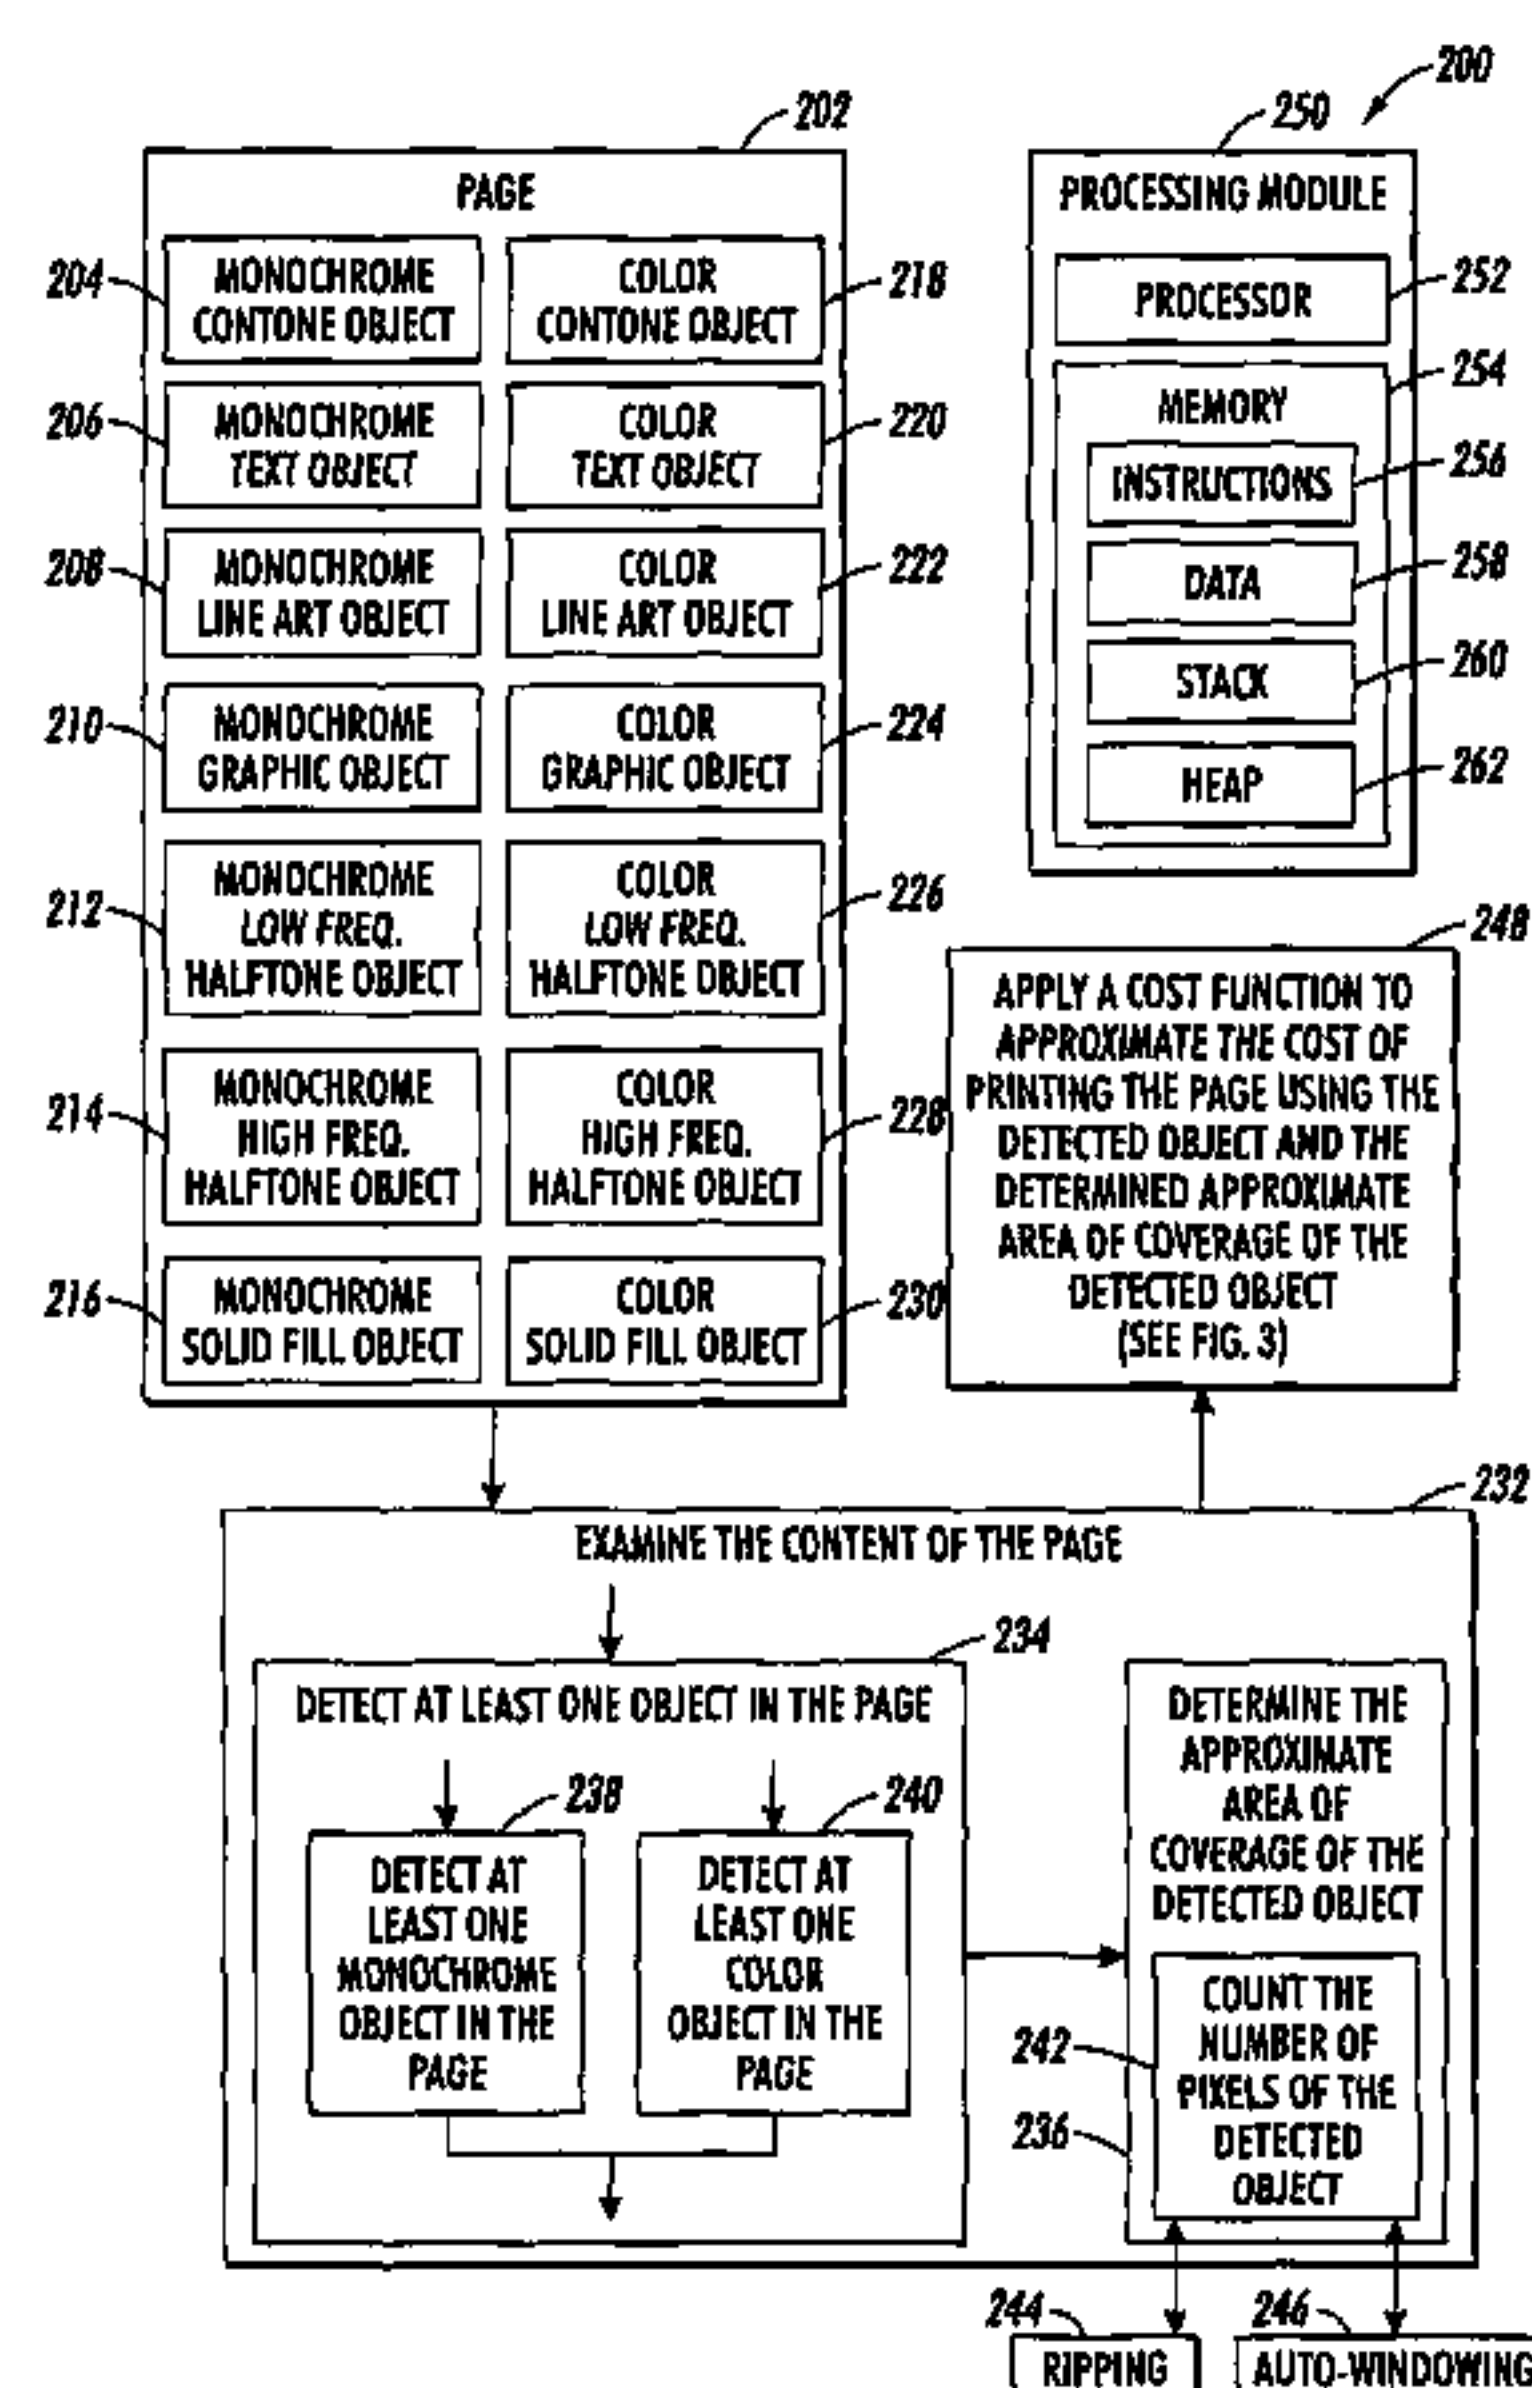 200
202
250
PAGE
PROCESSING MODULE
204
MONOCHROME
CONTONE OBJECT
COLOR
CONTONE OBJECT
218
PROCESSOR
252
206
MONOCHROME
TEXT OBJECT
COLOR
TEXT OBJECT
220
MEMORY
254
INSTRUCTIONS
256
208
MONOCHROME
LINE ART OBJECT
COLOR
LINE ART OBJECT
222
DATA
258
STACK
260
210
MONOCHROME
GRAPHIC OBJECT
COLOR
GRAPHIC OBJECT
224
HEAP
262
212
MONOCHROME
LOW FREQ.
HALFTONE OBJECT
COLOR
LOW FREQ.
HALFTONE OBJECT
226
248
APPLY A COST FUNCTION TO
APPROXIMATE THE COST OF
PRINTING THE PAGE USING THE
DETECTED OBJECT AND THE
DETERMINED APPROXIMATE
AREA OF COVERAGE OF THE
DETECTED OBJECT
(SEE FIG. 3)
214
MONOCHROME
HIGH FREQ.
HALFTONE OBJECT
COLOR
HIGH FREQ.
HALFTONE OBJECT
228
216
MONOCHROME
SOLID FILL OBJECT
COLOR
SOLID FILL OBJECT
230
232
EXAMINE THE CONTENT OF THE PAGE
234
DETECT AT LEAST ONE OBJECT IN THE PAGE
238
DETECT AT
LEAST ONE
MONOCHROME
OBJECT IN THE
PAGE
240
DETECT AT
LEAST ONE
COLOR
OBJECT IN THE
PAGE
DETERMINE THE
APPROXIMATE
AREA OF
COVERAGE OF THE
DETECTED OBJECT
242
236
COUNT THE
NUMBER OF
PIXELS OF THE
DETECTED
OBJECT
244
RIPPING
246
AUTO-WINDOWING